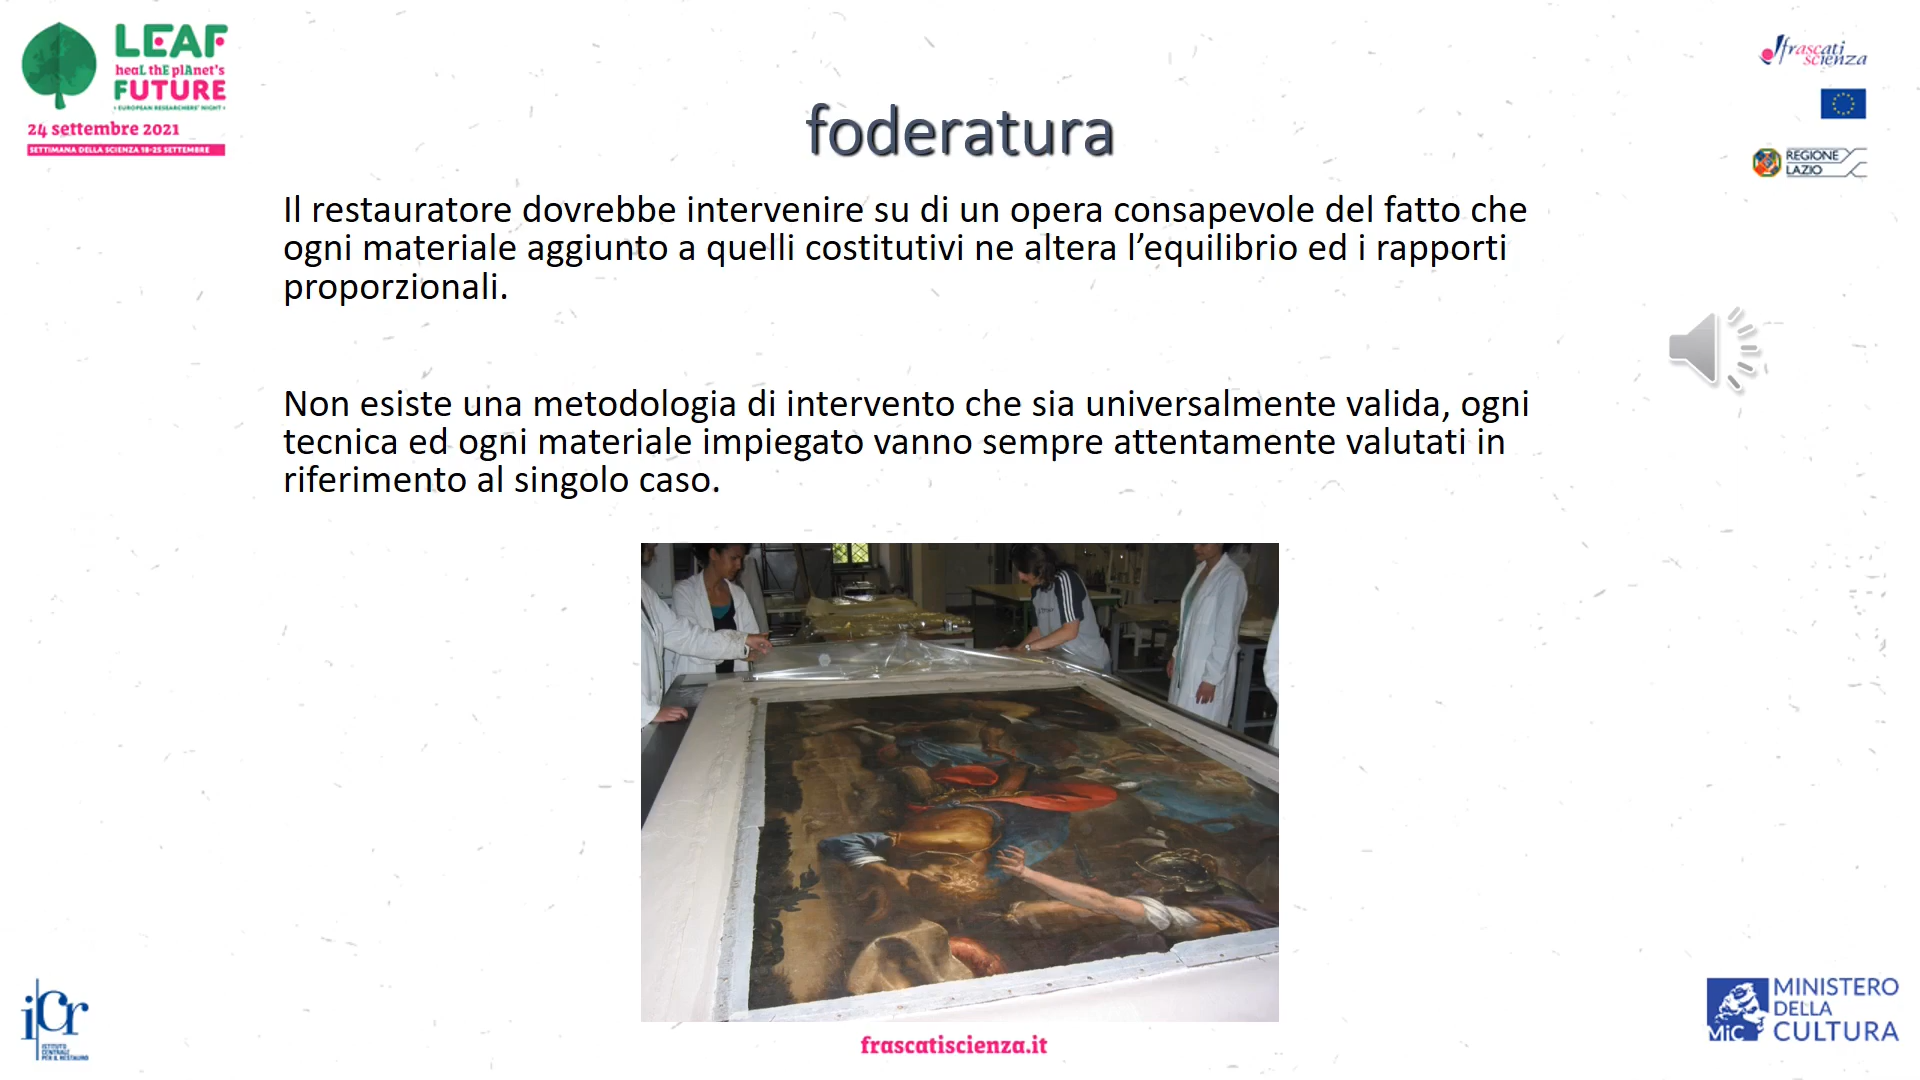 LEAF
heaL thE plAnet's
FUTURE
• EUROPEAN RESEARCHERS' NIGHT •
24 settembre 2021
SETTIMANA DELLA SCIENZA 18-25 SETTEMBRE
frascati
scienza
REGIONE
LAZIO
foderatura
Il restauratore dovrebbe intervenire su di un opera consapevole del fatto che
ogni materiale aggiunto a quelli costitutivi ne altera l’equilibrio ed i rapporti
proporzionali.
Non esiste una metodologia di intervento che sia universalmente valida, ogni
tecnica ed ogni materiale impiegato vanno sempre attentamente valutati in
riferimento al singolo caso.
icr
ISTITUTO
CENTRALE
PER IL RESTAURO
frascatiscienza.it
MiC
MINISTERO
DELLA
CULTURA